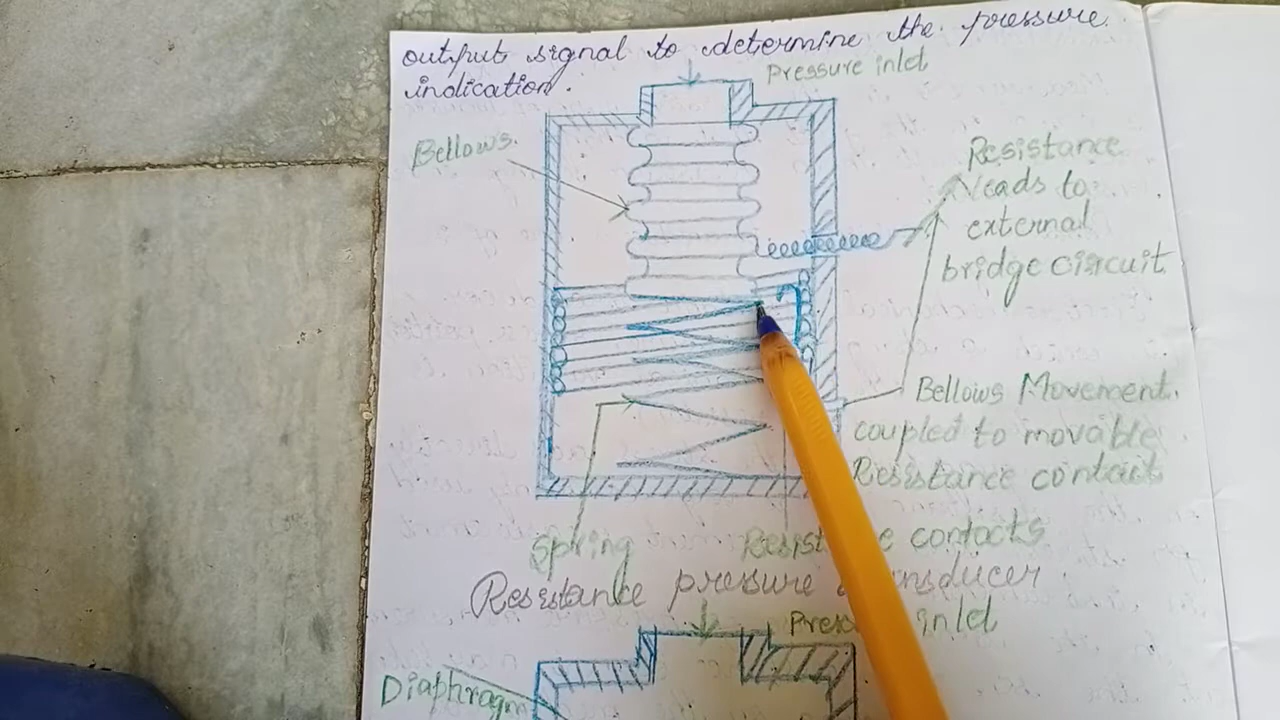 output signal to determine the pressure
indication.
Pressure inlet
Bellows.
Resistance
leads to
external
bridge circuit
Bellows Movement.
coupled to movable
Resistance contact
Spring
contacts
Resistance pressure
inlet
Diaphragm